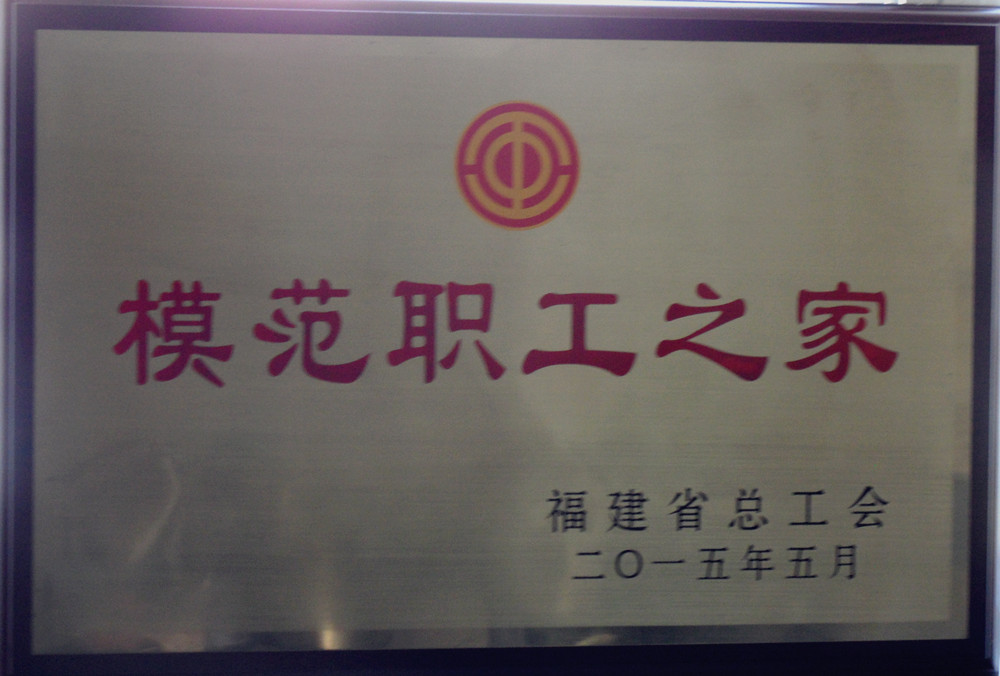 模范职工之家
福建省总工会
二〇一五年五月